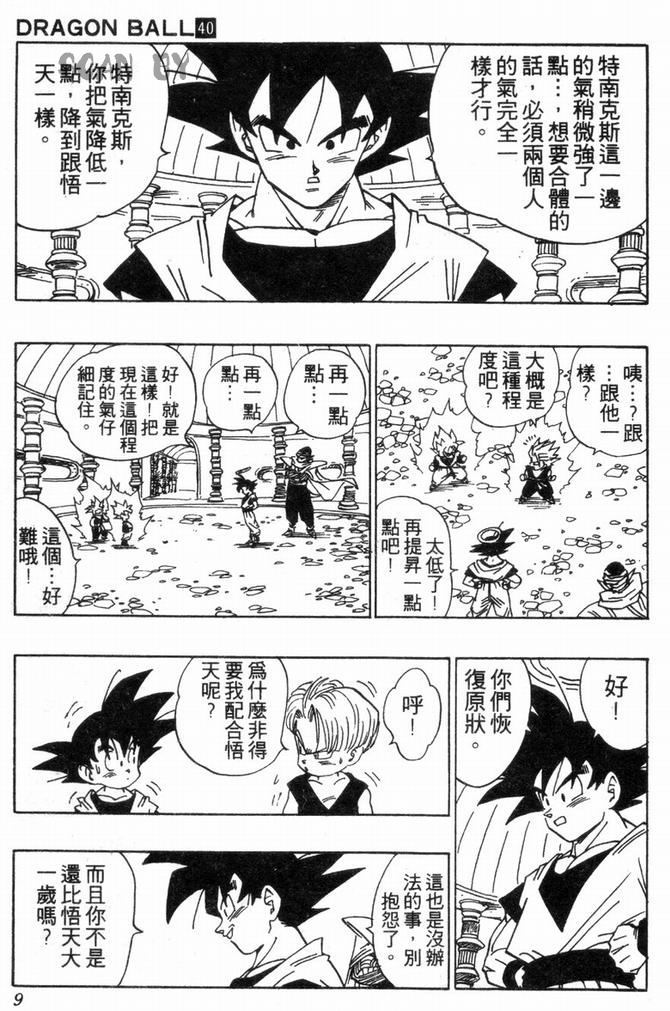 DRAGON BALL 40
SCAN BY
特南克斯這一邊
的氣稍微強了一
點…，想要合體的
話，必須兩個人
的氣完全一
樣才行。
特南克斯，
你把氣降低一
點，降到跟悟
天一樣。
咦…？跟
…跟他一
樣？
大概是
這種程
度吧？
太低了！
再提昇一點
點吧！
再一點
點…
再一點
點…
好！就是
這樣！把
現在這個程
度的氣仔
細記住。
這個…好
難哦！
好！
你們恢
復原狀。
呼！
為什麼非得
要我配合悟
天呢？
這也是沒辦
法的事，別
抱怨了。
而且你不是
還比悟天大
一歲嗎？
9